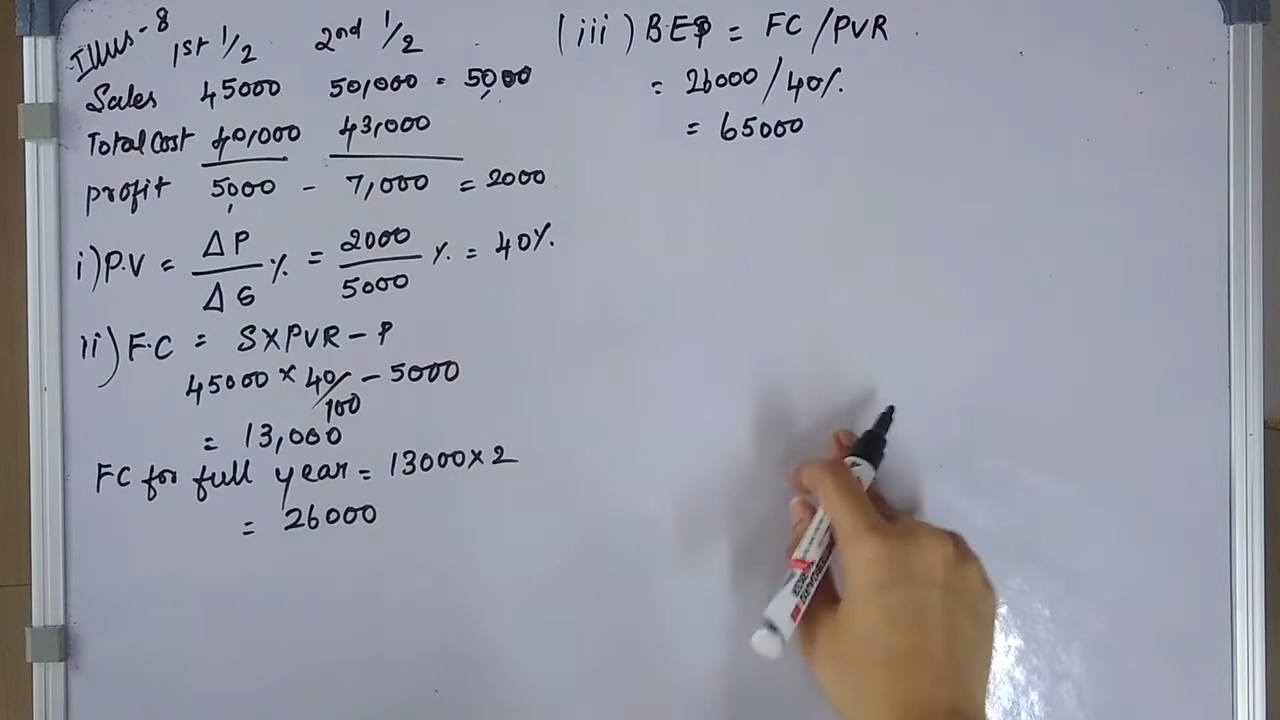 Illus-8
1st 1/2 2nd 1/2
Sales 45000 50,000 = 5000
Total Cost 40,000 43,000
profit 5000 - 7,000 = 2000
i) P.V = ΔP/ΔS % = 2000/5000 % = 40%
ii) F.C = S×PVR-P
45000 × 40/100 - 5000
= 13,000
FC for full year = 13000×2
= 26000
(iii) BEP = FC/PVR
= 26000/40%
= 65000